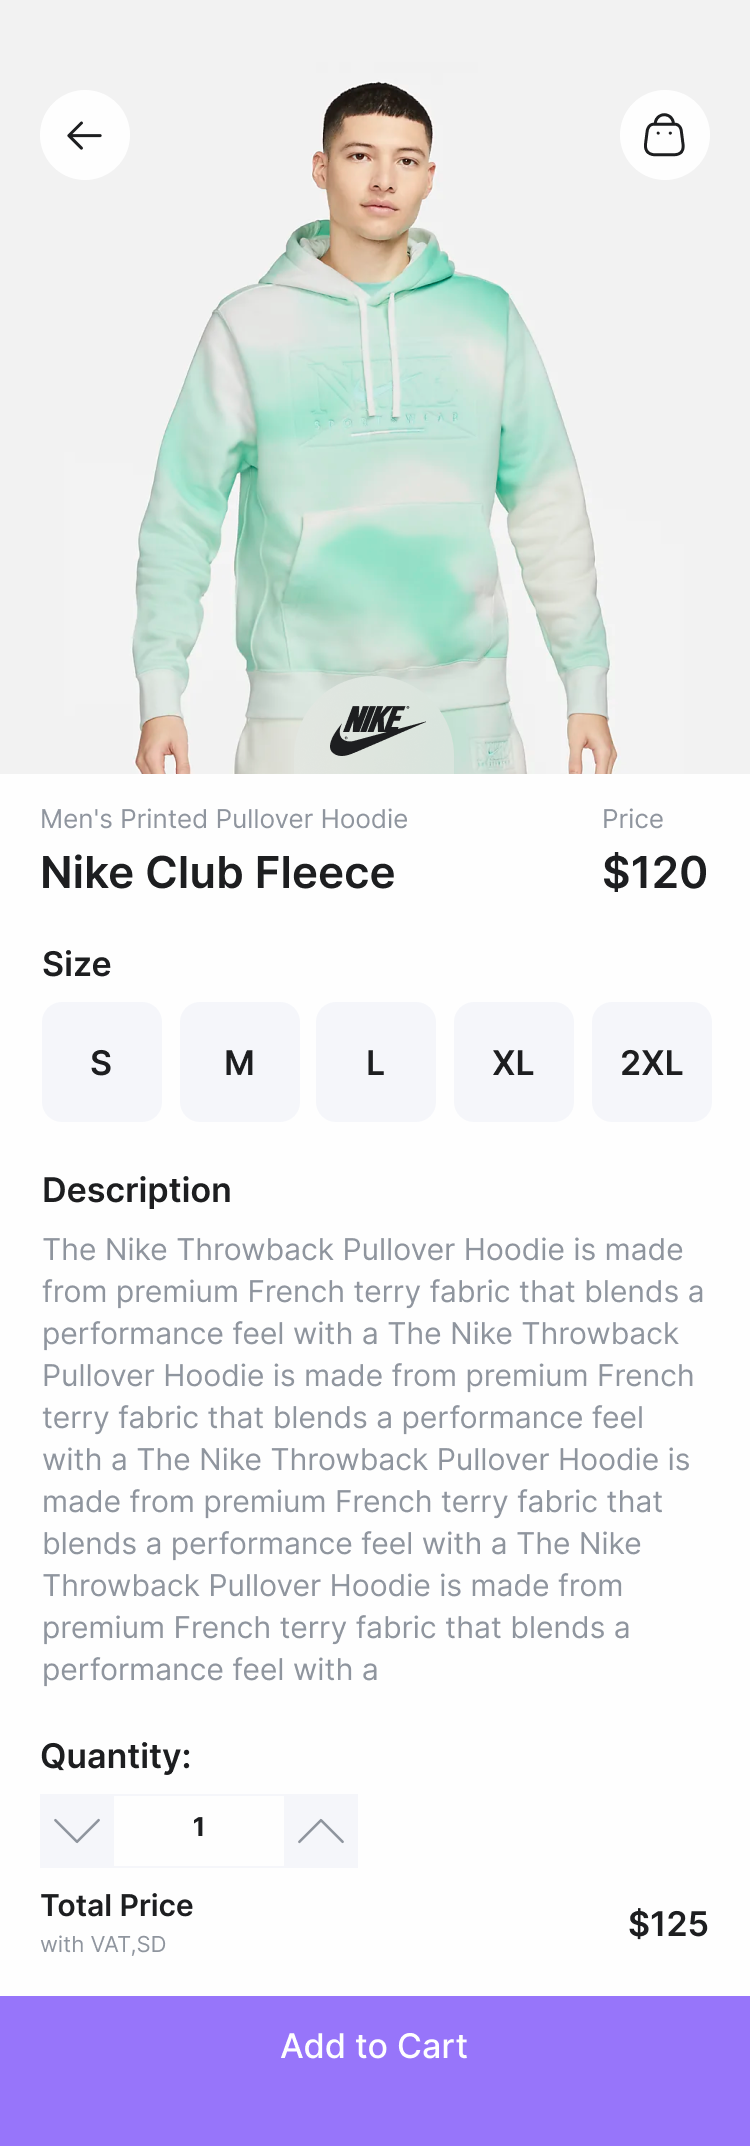 NIKE
SPORTSWEAR
NIKE
Men's Printed Pullover Hoodie
Price
Nike Club Fleece
$120
Size
S
M
L
XL
2XL
Description
The Nike Throwback Pullover Hoodie is made
from premium French terry fabric that blends a
performance feel with a The Nike Throwback
Pullover Hoodie is made from premium French
terry fabric that blends a performance feel
with a The Nike Throwback Pullover Hoodie is
made from premium French terry fabric that
blends a performance feel with a The Nike
Throwback Pullover Hoodie is made from
premium French terry fabric that blends a
performance feel with a
Quantity:
1
Total Price
with VAT,SD
$125
Add to Cart